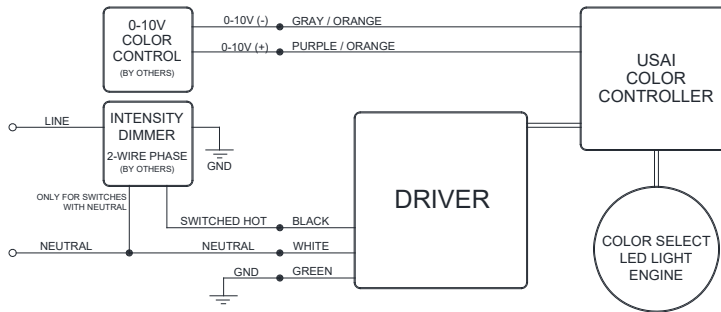 0-10V
COLOR
CONTROL
(BY OTHERS)
0-10V (-) GRAY / ORANGE
0-10V (+) PURPLE / ORANGE
USAI
COLOR
CONTROLLER
LINE
INTENSITY
DIMMER
2-WIRE PHASE
(BY OTHERS)
GND
ONLY FOR SWITCHES
WITH NEUTRAL
DRIVER
SWITCHED HOT BLACK
NEUTRAL NEUTRAL WHITE
GND GREEN
COLOR SELECT
LED LIGHT
ENGINE